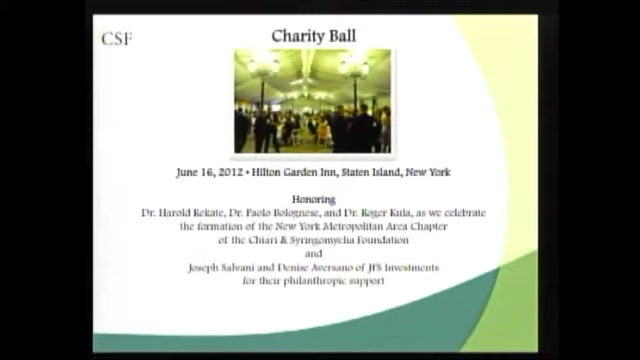 CSF
Charity Ball
June 16, 2012 • Hilton Garden Inn, Staten Island, New York
Honoring
Dr. Harold Rekate, Dr. Paolo Bolognese, and Dr. Roger Kula, as we celebrate
the formation of the New York Metropolitan Area Chapter
of the Chiari & Syringomyelia Foundation
and
Joseph Salvani and Denise Aversano of JFS Investments
for their philanthropic support